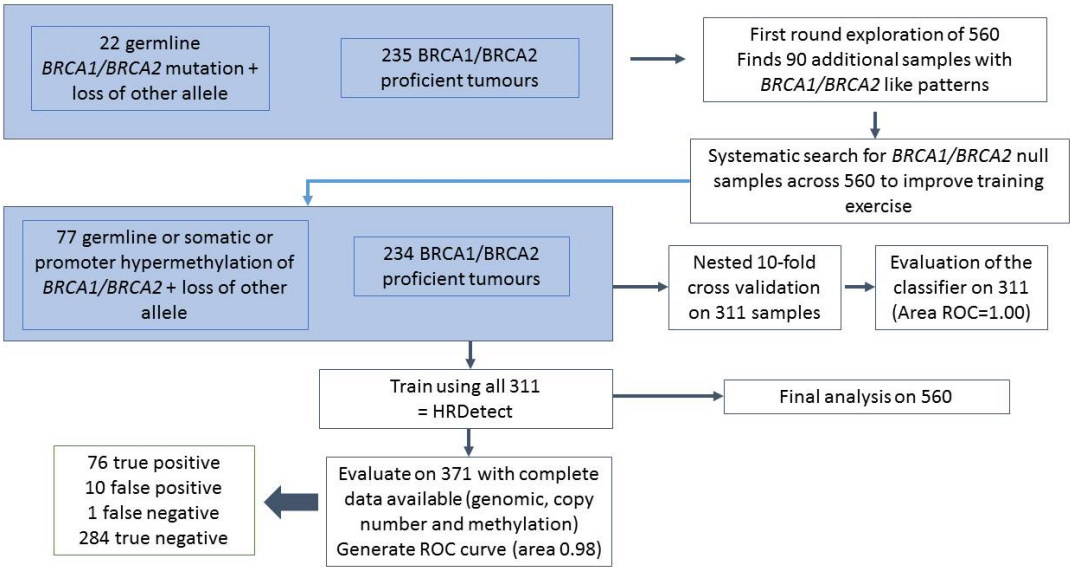 22 germline
BRCA1/BRCA2 mutation +
loss of other allele
235 BRCA1/BRCA2
proficient tumours
First round exploration of 560
Finds 90 additional samples with
BRCA1/BRCA2 like patterns
Systematic search for BRCA1/BRCA2 null
samples across 560 to improve training
exercise
77 germline or somatic or
promoter hypermethylation of
BRCA1/BRCA2 + loss of other
allele
234 BRCA1/BRCA2
proficient tumours
Nested 10-fold
cross validation
on 311 samples
Evaluation of the
classifier on 311
(Area ROC=1.00)
Train using all 311
= HRDetect
Final analysis on 560
Evaluate on 371 with complete
data available (genomic, copy
number and methylation)
Generate ROC curve (area 0.98)
76 true positive
10 false positive
1 false negative
284 true negative